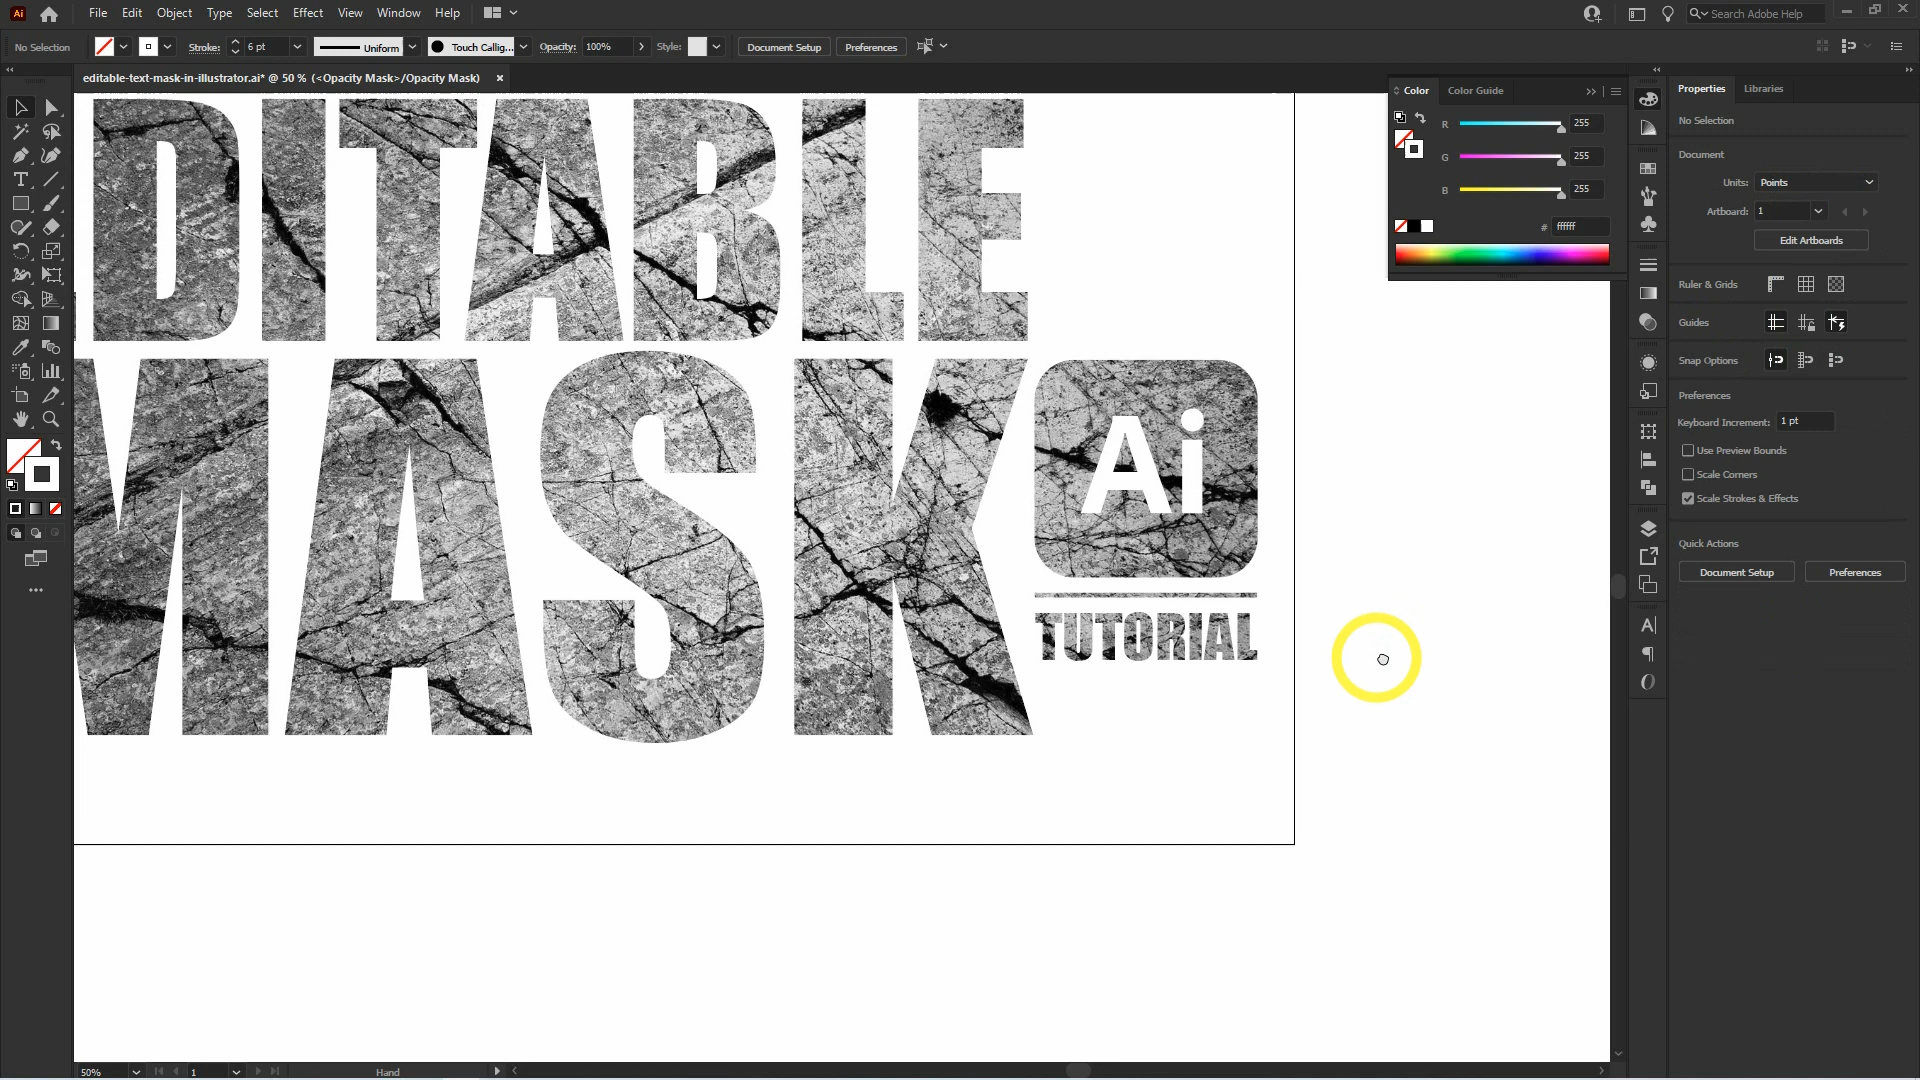 Ai File Edit Object Type Select Effect View Window Help Search Adobe Help
No Selection Stroke: 6 pt Uniform Touch Callig... Opacity: 100% Style: Document Setup Preferences
editable-text-mask-in-illustrator.ai* @ 50 % (<Opacity Mask>/Opacity Mask) ×
DITABLE
MASK
Ai
TUTORIAL
Color Color Guide
R 255
G 255
B 255
# ffffff
Properties Libraries
No Selection
Document
Units: Points
Artboard: 1
Edit Artboards
Ruler & Grids
Guides
Snap Options
Preferences
Keyboard Increment: 1 pt
Use Preview Bounds
Scale Corners
Scale Strokes & Effects
Quick Actions
Document Setup Preferences
50% 1 Hand